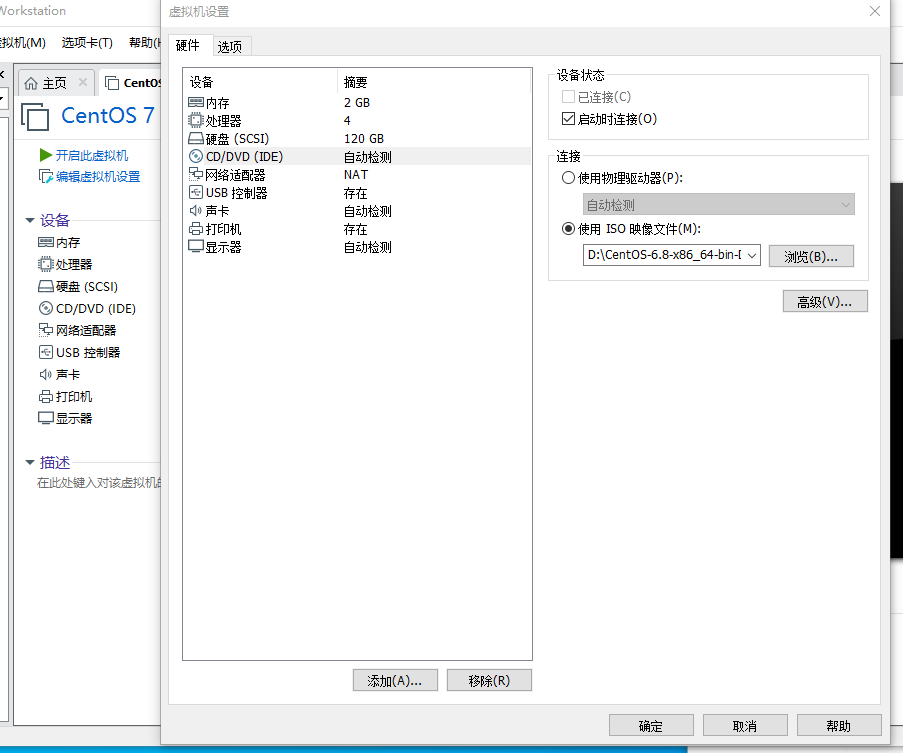 Workstation
虚拟机设置
虚拟机(M) 选项卡(T) 帮助(H
主页
CentOS
CentOS 7
开启此虚拟机
编辑虚拟机设置
设备
内存
处理器
硬盘 (SCSI)
CD/DVD (IDE)
网络适配器
USB 控制器
声卡
打印机
显示器
描述
在此处键入对该虚拟机的
硬件 选项
设备 摘要
内存 2 GB
处理器 4
硬盘 (SCSI) 120 GB
CD/DVD (IDE) 自动检测
网络适配器 NAT
USB 控制器 存在
声卡 自动检测
打印机 存在
显示器 自动检测
添加(A)... 移除(R)
设备状态
已连接(C)
启动时连接(O)
连接
使用物理驱动器(P):
自动检测
使用 ISO 映像文件(M):
D:\CentOS-6.8-x86_64-bin-D 浏览(B)...
高级(V)...
确定 取消 帮助